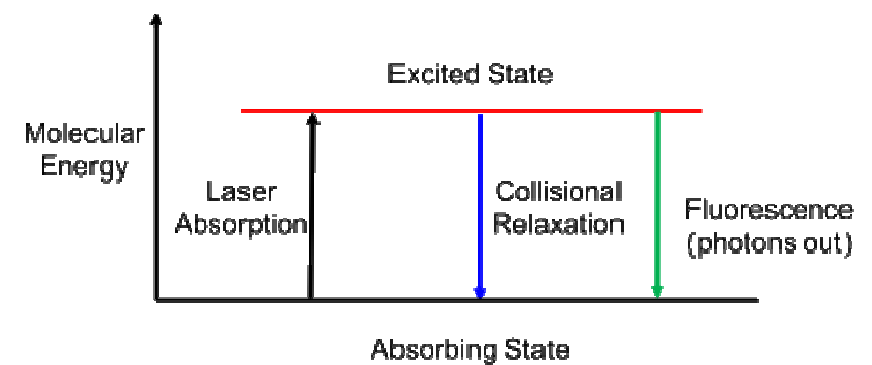 Excited State
Molecular
Energy
Laser
Absorption
Collisional
Relaxation
Fluorescence
(photons out)
Absorbing State